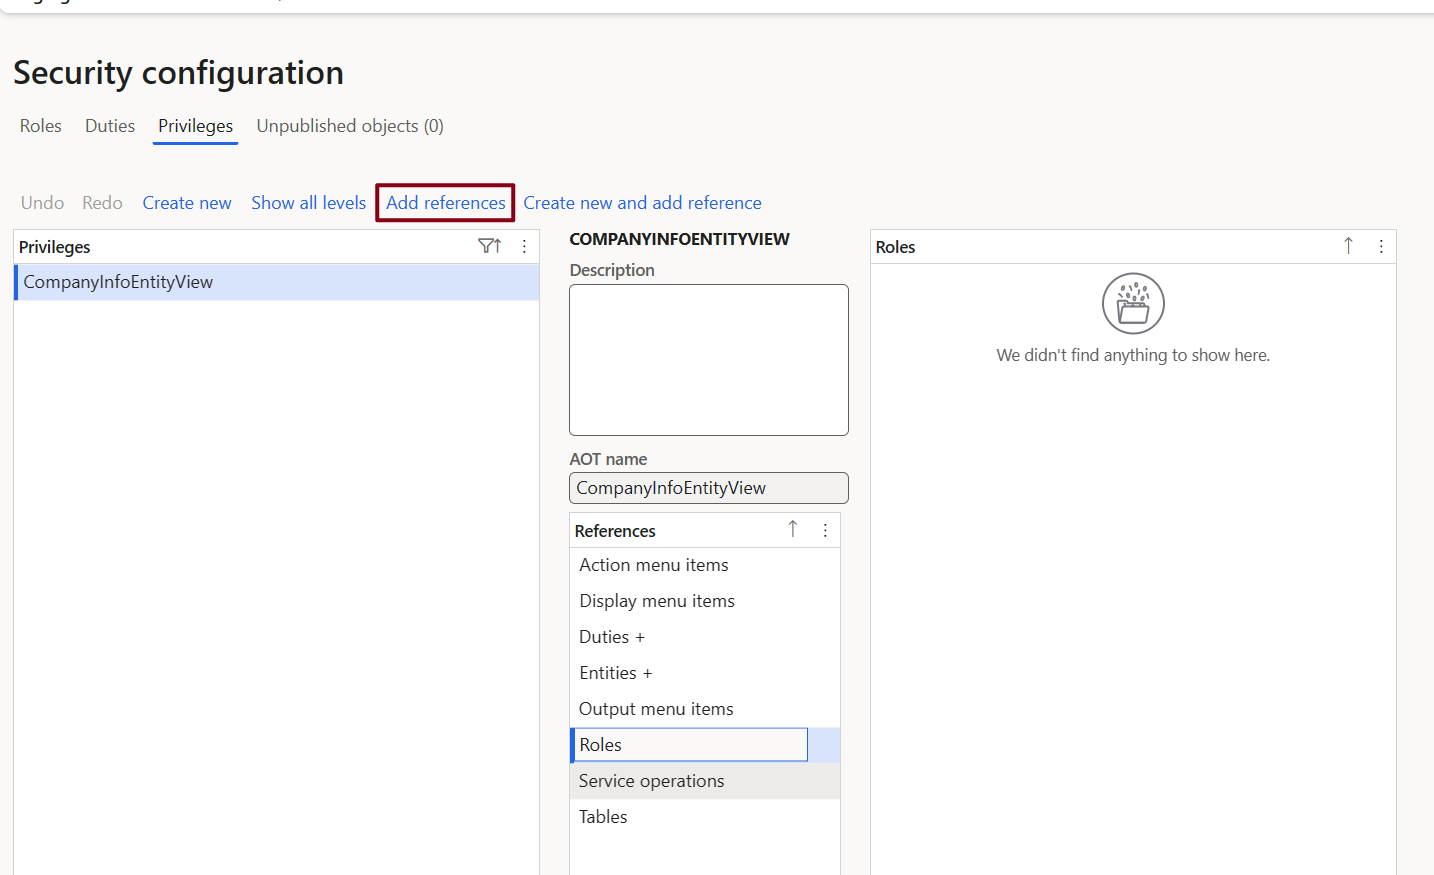 Security configuration
Roles Duties Privileges Unpublished objects (0)
Undo Redo Create new Show all levels Add references Create new and add reference
Privileges
CompanyInfoEntityView
COMPANYINFOENTITYVIEW
Description
AOT name
CompanyInfoEntityView
References
Action menu items
Display menu items
Duties +
Entities +
Output menu items
Roles
Service operations
Tables
Roles
We didn't find anything to show here.